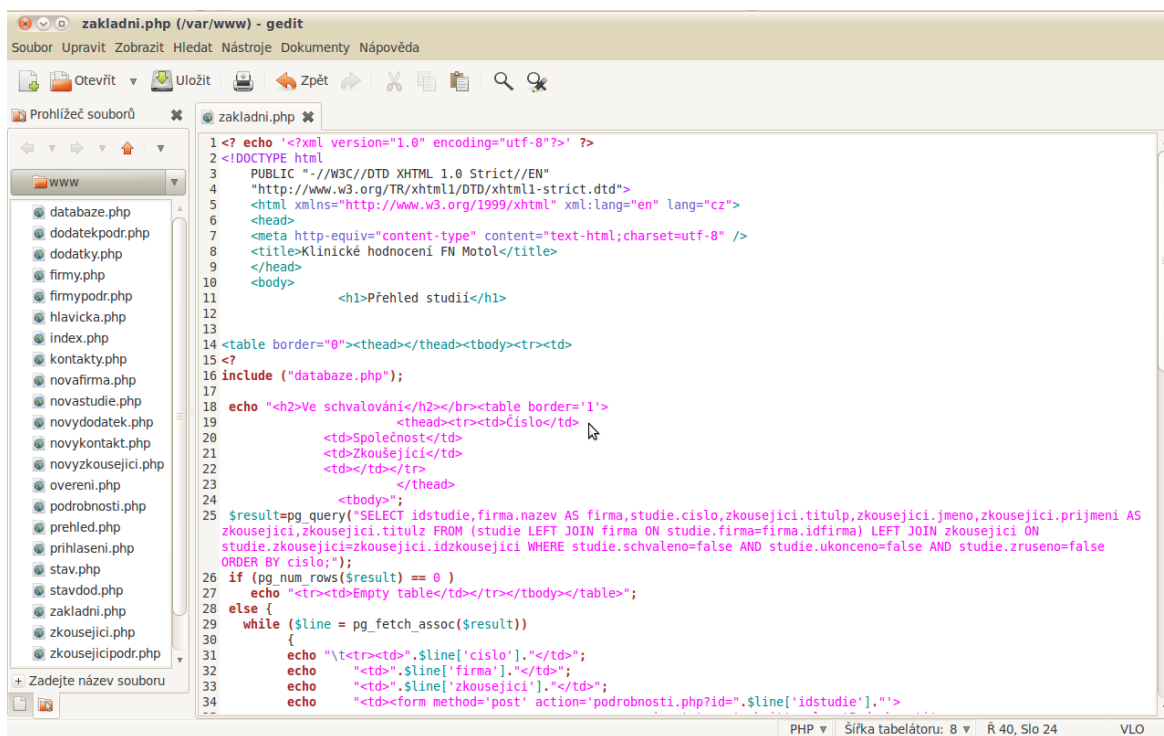 zakladni.php (/var/www) - gedit
Soubor Upravit Zobrazit Hledat Nástroje Dokumenty Nápověda
Otevřít Uložit Zpět
Prohlížeč souborů
zakladni.php
www
databaze.php
dodatekpodr.php
dodatky.php
firmy.php
firmypodr.php
hlavicka.php
index.php
kontakty.php
novafirma.php
novastudie.php
novydodatek.php
novykontakt.php
novyzkousejici.php
overeni.php
podrobnosti.php
prehled.php
prihlaseni.php
stav.php
stavdod.php
zakladni.php
zkousejici.php
zkousejicipodr.php
Zadejte název souboru
1 <? echo '<?xml version="1.0" encoding="utf-8"?>' ?>
2 <!DOCTYPE html
3 PUBLIC "-//W3C//DTD XHTML 1.0 Strict//EN"
4 "http://www.w3.org/TR/xhtml1/DTD/xhtml1-strict.dtd">
5 <html xmlns="http://www.w3.org/1999/xhtml" xml:lang="en" lang="cz">
6 <head>
7 <meta http-equiv="content-type" content="text-html;charset=utf-8" />
8 <title>Klinické hodnocení FN Motol</title>
9 </head>
10 <body>
11 <h1>Přehled studií</h1>
12
13
14 <table border="0"><thead></thead><tbody><tr><td>
15 <?
16 include ("databaze.php");
17
18 echo "<h2>Ve schvalování</h2></br><table border='1'>
19 <thead><tr><td>Číslo</td>
20 <td>Společnost</td>
21 <td>Zkoušející</td>
22 <td></td></tr>
23 </thead>
24 <tbody>";
25 $result=pg_query("SELECT idstudie,firma.nazev AS firma,studie.cislo,zkousejici.titulp,zkousejici.jmeno,zkousejici.prijmeni AS
zkousejici,zkousejici.titulz FROM (studie LEFT JOIN firma ON studie.firma=firma.idfirma) LEFT JOIN zkousejici ON
studie.zkousejici=zkousejici.idzkousejici WHERE studie.schvaleno=false AND studie.ukonceno=false AND studie.zruseno=false
ORDER BY cislo;");
26 if (pg_num_rows($result) == 0 )
27 echo "<tr><td>Empty table</td></tr></tbody></table>";
28 else {
29 while ($line = pg_fetch_assoc($result))
30 {
31 echo "\t<tr><td>".$line['cislo']."</td>";
32 echo "<td>".$line['firma']."</td>";
33 echo "<td>".$line['zkousejici']."</td>";
34 echo "<td><form method='post' action='podrobnosti.php?id=".$line['idstudie']."'>
PHP Šířka tabelátoru: 8 Ř 40, Slo 24 VLO